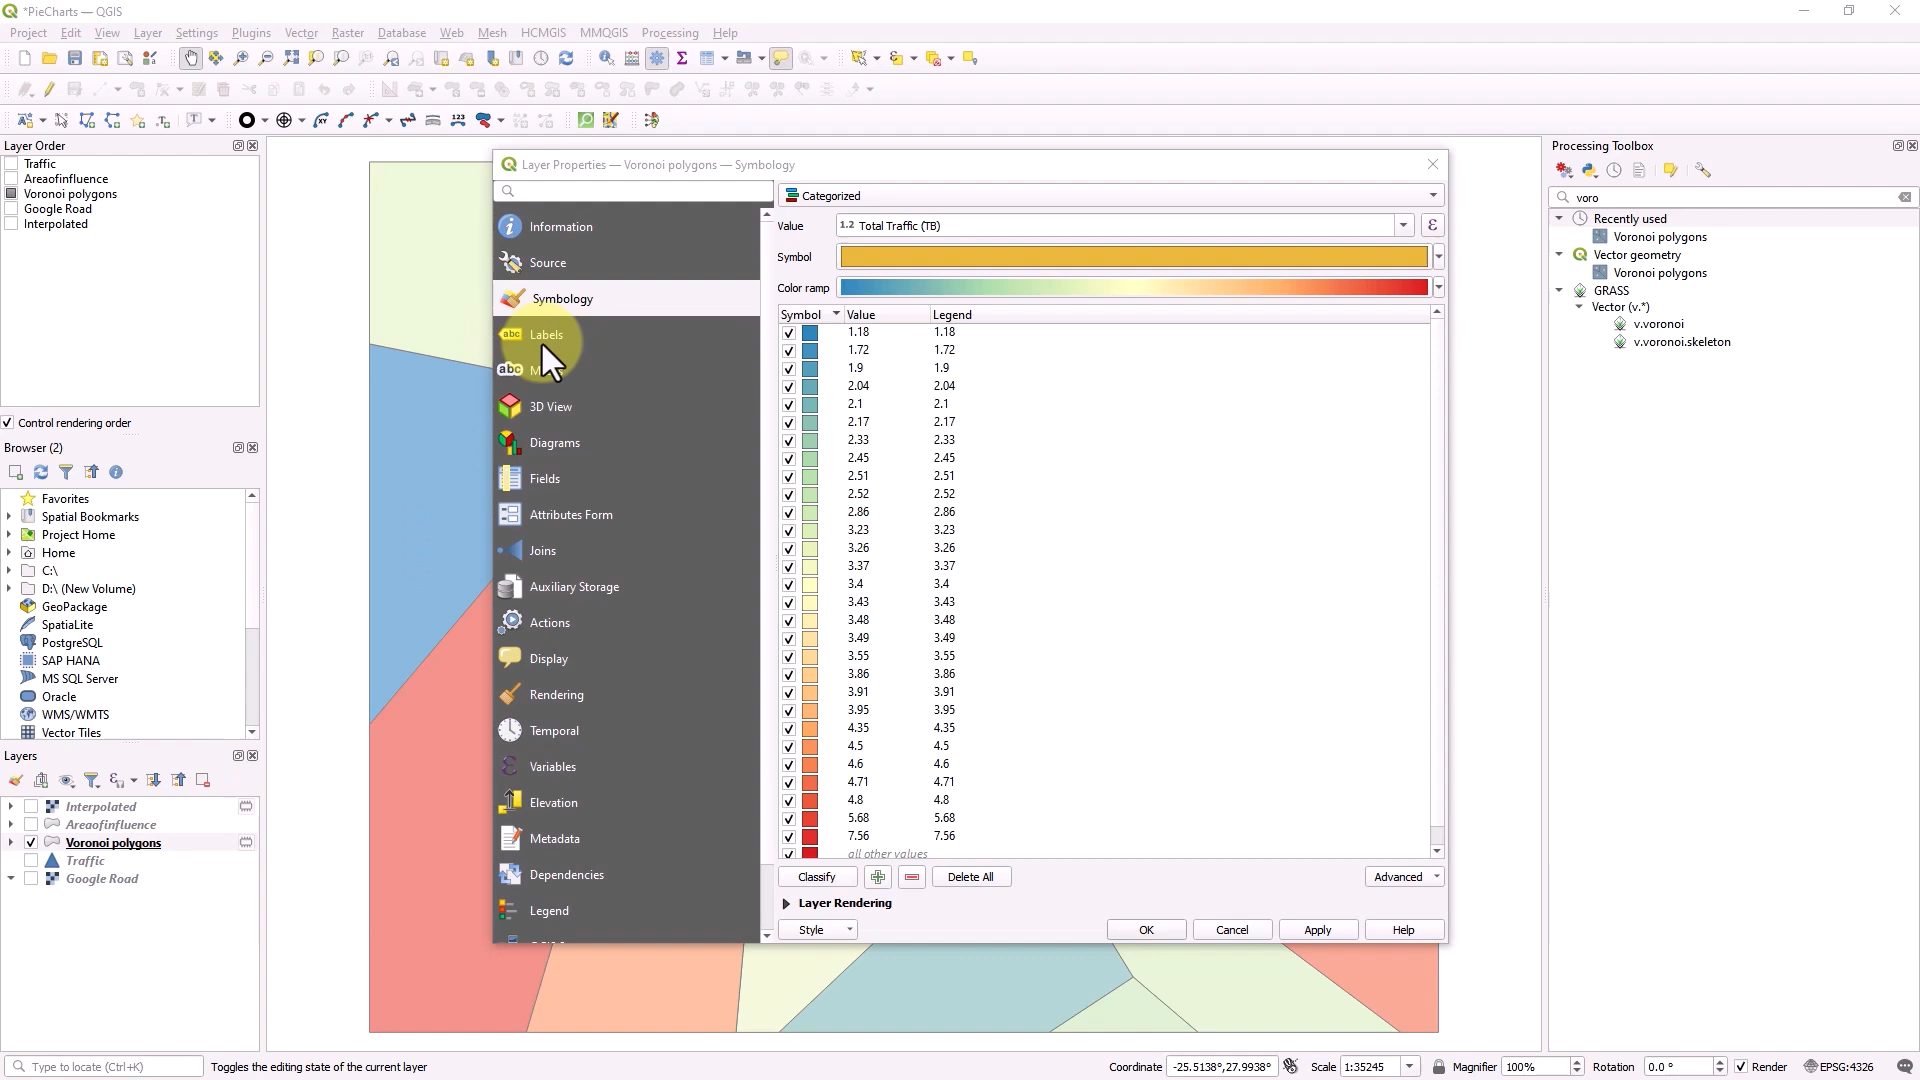 *PieCharts — QGIS
Project Edit View Layer Settings Plugins Vector Raster Database Web Mesh HCMGIS MMQGIS Processing Help
Layer Order
Traffic
Areaofinfluence
Voronoi polygons
Google Road
Interpolated
Control rendering order
Browser (2)
Favorites
Spatial Bookmarks
Project Home
Home
C:\
D:\ (New Volume)
GeoPackage
SpatiaLite
PostgreSQL
SAP HANA
MS SQL Server
Oracle
WMS/WMTS
Vector Tiles
Layers
Interpolated
Areaofinfluence
Voronoi polygons
Traffic
Google Road
Layer Properties — Voronoi polygons — Symbology
Information
Source
Symbology
Labels
3D View
Diagrams
Fields
Attributes Form
Joins
Auxiliary Storage
Actions
Display
Rendering
Temporal
Variables
Elevation
Metadata
Dependencies
Legend
Categorized
Value 1.2 Total Traffic (TB)
Symbol
Color ramp
Symbol Value Legend
1.18 1.18
1.72 1.72
1.9 1.9
2.04 2.04
2.1 2.1
2.17 2.17
2.33 2.33
2.45 2.45
2.51 2.51
2.52 2.52
2.86 2.86
3.23 3.23
3.26 3.26
3.37 3.37
3.4 3.4
3.43 3.43
3.48 3.48
3.49 3.49
3.55 3.55
3.86 3.86
3.91 3.91
3.95 3.95
4.35 4.35
4.5 4.5
4.6 4.6
4.71 4.71
4.8 4.8
5.68 5.68
7.56 7.56
all other values
Classify Delete All Advanced
Layer Rendering
Style OK Cancel Apply Help
Processing Toolbox
voro
Recently used
Voronoi polygons
Vector geometry
Voronoi polygons
GRASS
Vector (v.*)
v.voronoi
v.voronoi.skeleton
Type to locate (Ctrl+K) Toggles the editing state of the current layer Coordinate -25.5138°,27.9938° Scale 1:35245 Magnifier 100% Rotation 0.0 ° Render EPSG:4326